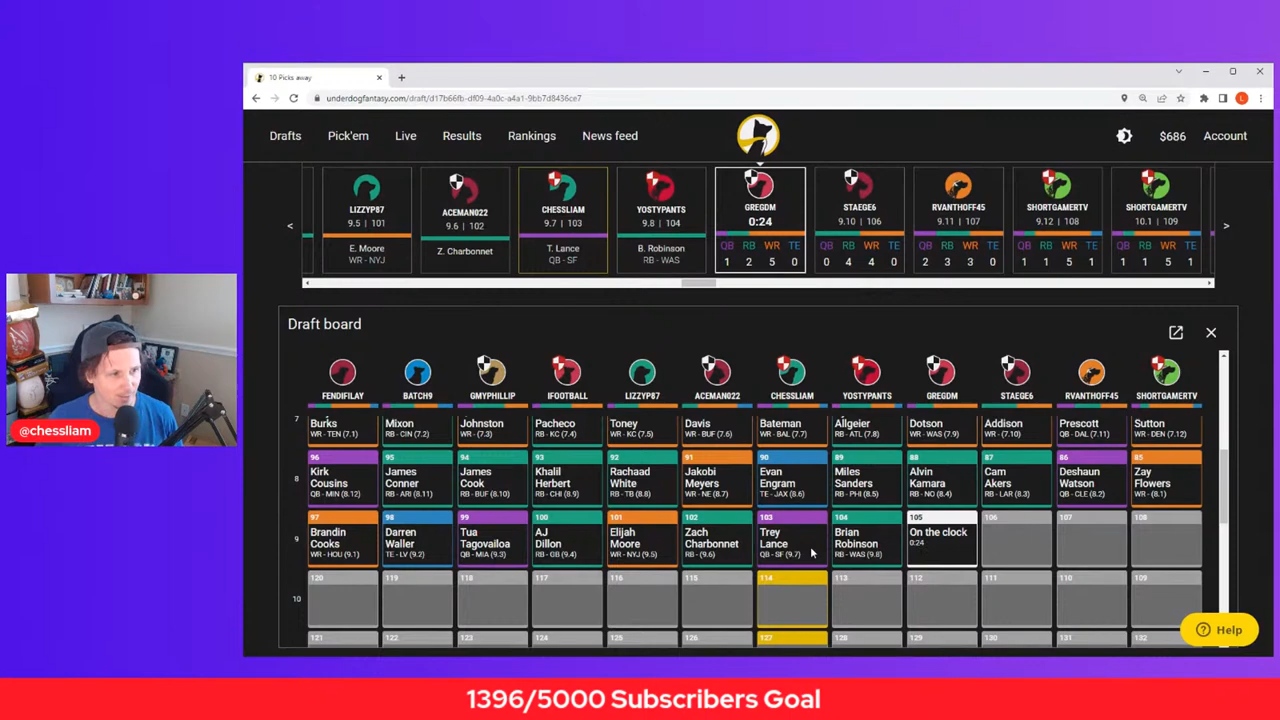 10 Picks away
underdogfantasy.com/draft/d17b66fb-df09-4a0c-a4a1-9bb7d8436ce7
Drafts Pick'em Live Results Rankings News feed $686 Account
LIZZYP87 ACEMAN022 CHESSLIAM YOSTYPANTS GREGDM STAEGE6 RVANTHOFF45 SHORTGAMERTV SHORTGAMERTV
9.5 | 101 9.6 | 102 9.7 | 103 9.8 | 104 0:24 9.10 | 106 9.11 | 107 9.12 | 108 10.1 | 109
E. Moore Z. Charbonnet T. Lance B. Robinson QB RB WR TE QB RB WR TE QB RB WR TE QB RB WR TE QB RB WR TE
WR - NYJ QB - SF RB - WAS 1 2 5 0 0 4 4 0 2 3 3 0 1 1 5 1 1 1 5 1
Draft board
FENDIFILAY BATCH9 GMYPHILLIP IFOOTBALL LIZZYP87 ACEMAN022 CHESSLIAM YOSTYPANTS GREGDM STAEGE6 RVANTHOFF45 SHORTGAMERTV
7 Burks Mixon Johnston Pacheco Toney Davis Bateman Allgeier Dotson Addison Prescott Sutton
WR - TEN (7.1) RB - CIN (7.2) WR - (7.3) RB - KC (7.4) WR - KC (7.5) WR - BUF (7.6) WR - BAL (7.7) RB - ATL (7.8) WR - WAS (7.9) WR - (7.10) QB - DAL (7.11) WR - DEN (7.12)
96 95 94 93 92 91 90 89 88 87 86 85
Kirk James James Khalil Rachaad Jakobi Evan Miles Alvin Cam Deshaun Zay
8 Cousins Conner Cook Herbert White Meyers Engram Sanders Kamara Akers Watson Flowers
QB - MIN (8.12) RB - ARI (8.11) RB - BUF (8.10) RB - CHI (8.9) RB - TB (8.8) WR - NE (8.7) TE - JAX (8.6) RB - PHI (8.5) RB - NO (8.4) RB - LAR (8.3) QB - CLE (8.2) WR - (8.1)
97 98 99 100 101 102 103 104 105 106 107 108
Brandin Darren Tua AJ Elijah Zach Trey Brian On the clock
9 Cooks Waller Tagovailoa Dillon Moore Charbonnet Lance Robinson 0:24
WR - HOU (9.1) TE - LV (9.2) QB - MIA (9.3) RB - GB (9.4) WR - NYJ (9.5) RB - (9.6) QB - SF (9.7) RB - WAS (9.8)
120 119 118 117 116 115 114 113 112 111 110 109
10
121 122 123 124 125 126 127 128 129 130 131 132
Help
@chessliam
1396/5000 Subscribers Goal